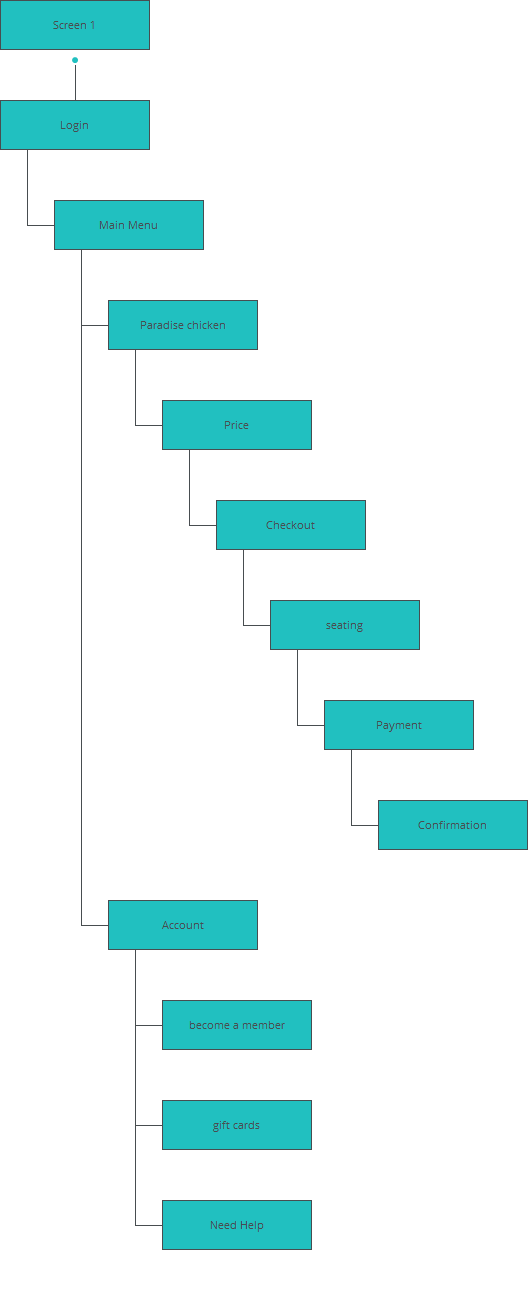 Screen 1
Login
Main Menu
Paradise chicken
Price
Checkout
seating
Payment
Confirmation
Account
become a member
gift cards
Need Help